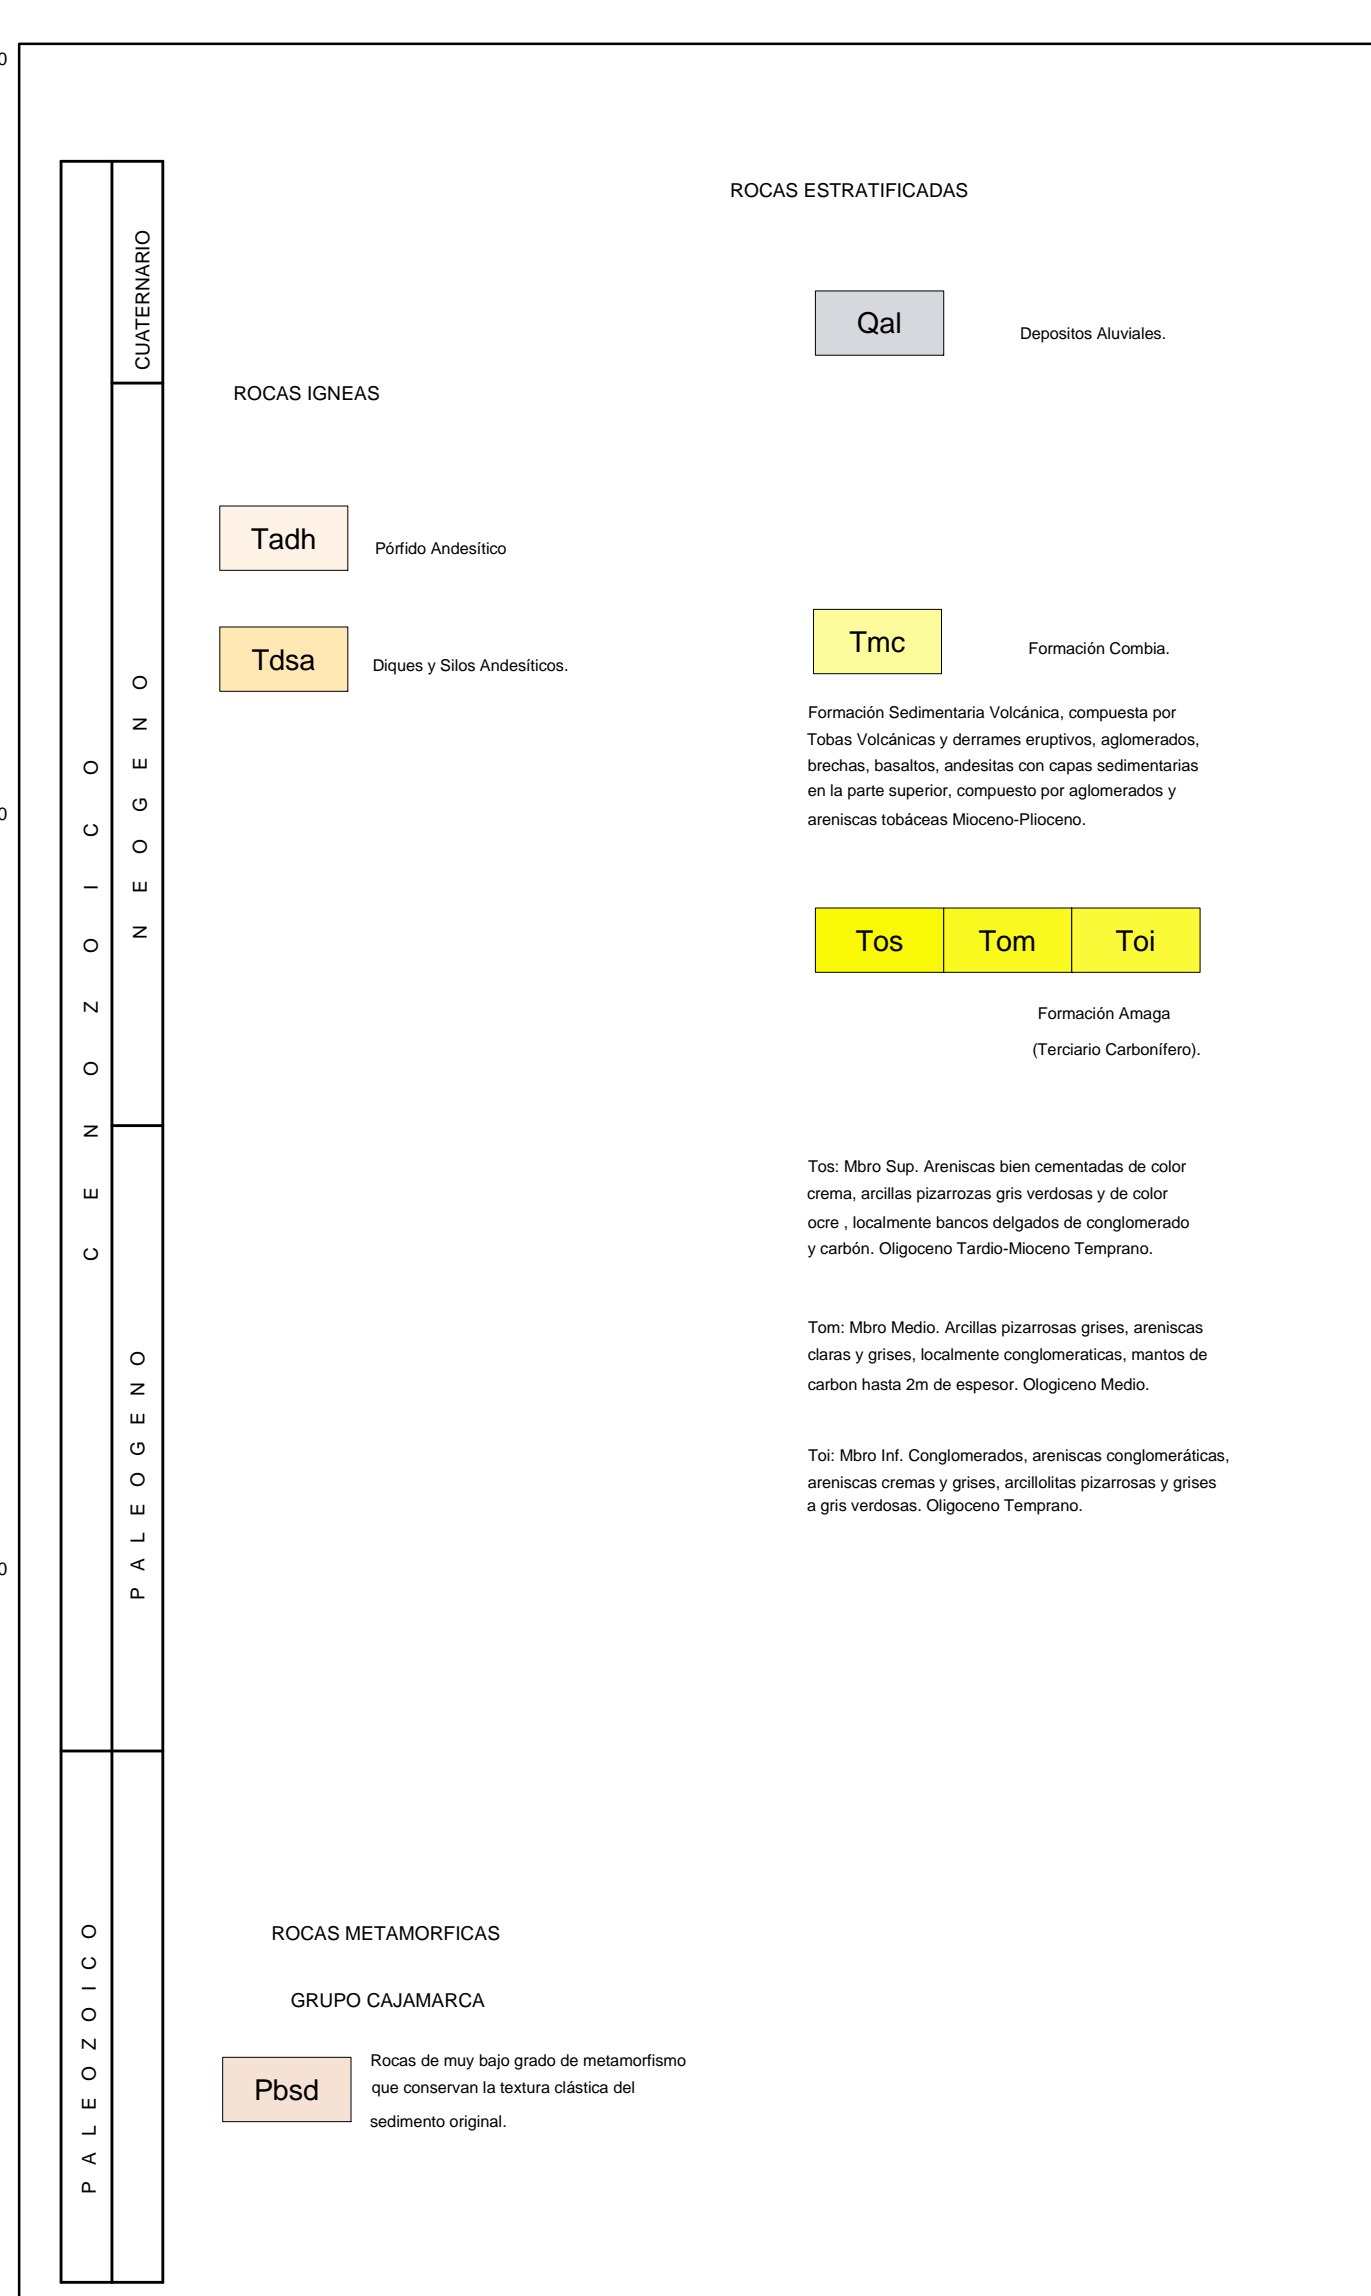 0
ROCAS ESTRATIFICADAS
CUATERNARIO
Qal
Depositos Aluviales.
ROCAS IGNEAS
Tadh
Pórfido Andesítico
Tdsa
Diques y Silos Andesíticos.
Tmc
Formación Combia.
Formación Sedimentaria Volcánica, compuesta por
Tobas Volcánicas y derrames eruptivos, aglomerados,
brechas, basaltos, andesitas con capas sedimentarias
en la parte superior, compuesto por aglomerados y
areniscas tobáceas Mioceno-Plioceno.
0
NEOGENO
CENOZOICO
Tos
Tom
Toi
Formación Amaga
(Terciario Carbonífero).
Tos: Mbro Sup. Areniscas bien cementadas de color
crema, arcillas pizarrozas gris verdosas y de color
ocre , localmente bancos delgados de conglomerado
y carbón. Oligoceno Tardio-Mioceno Temprano.
Tom: Mbro Medio. Arcillas pizarrosas grises, areniscas
claras y grises, localmente conglomeraticas, mantos de
carbon hasta 2m de espesor. Ologiceno Medio.
PALEOGENO
Toi: Mbro Inf. Conglomerados, areniscas conglomeráticas,
areniscas cremas y grises, arcillolitas pizarrosas y grises
a gris verdosas. Oligoceno Temprano.
0
PALEOZOICO
ROCAS METAMORFICAS
GRUPO CAJAMARCA
Pbsd
Rocas de muy bajo grado de metamorfismo
que conservan la textura clástica del
sedimento original.